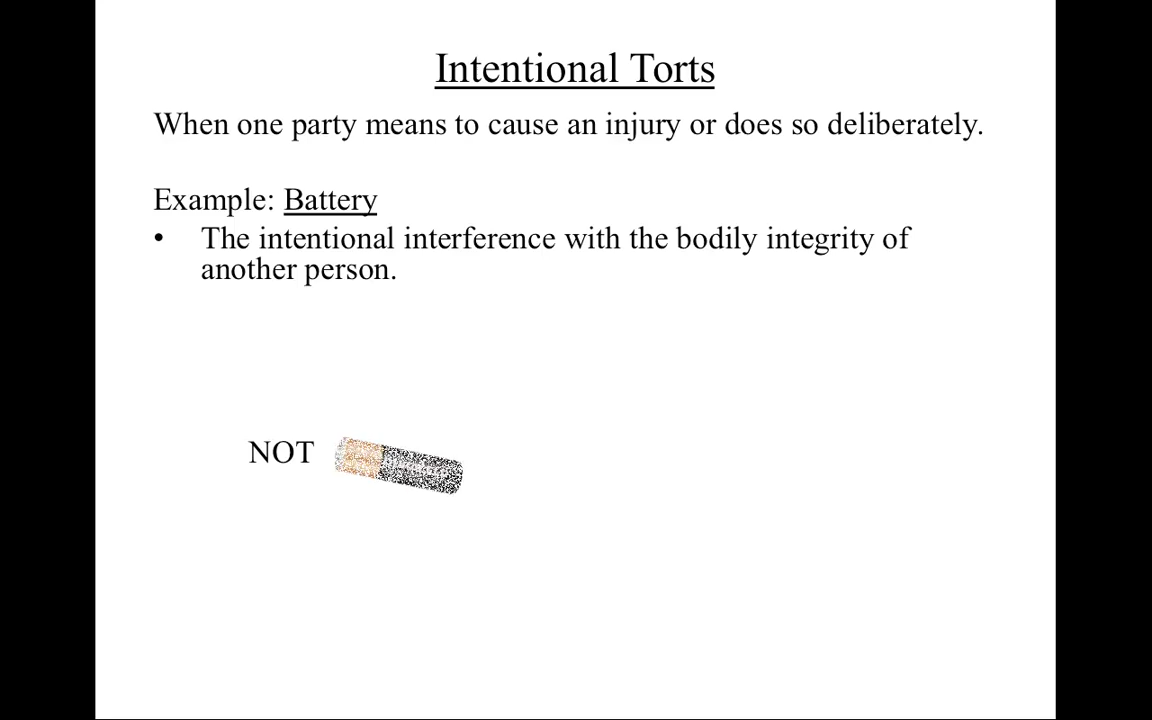 Intentional Torts
When one party means to cause an injury or does so deliberately.
Example: Battery
• The intentional interference with the bodily integrity of
another person.
NOT